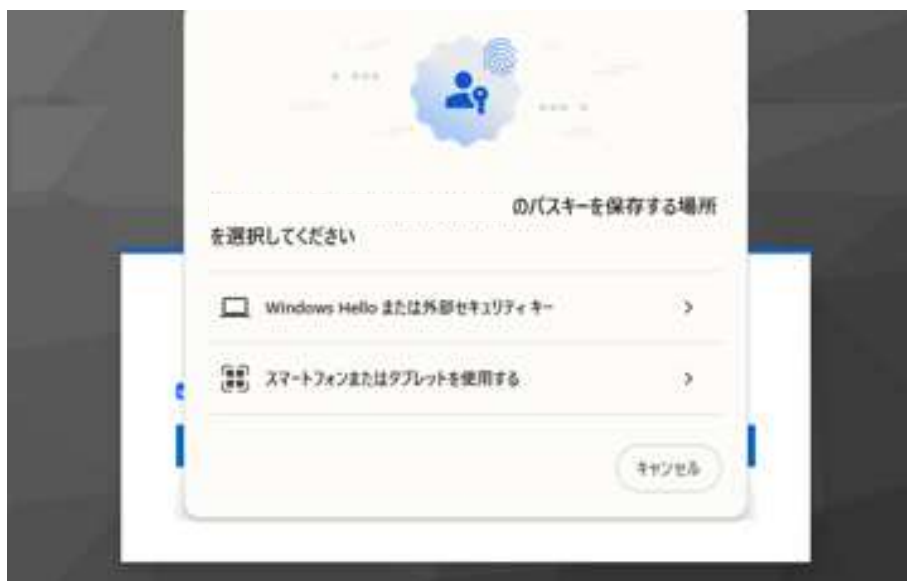 のパスキーを保存する場所
を選択してください
Windows Hello または外部セキュリティ キー
スマートフォンまたはタブレットを使用する
キャンセル